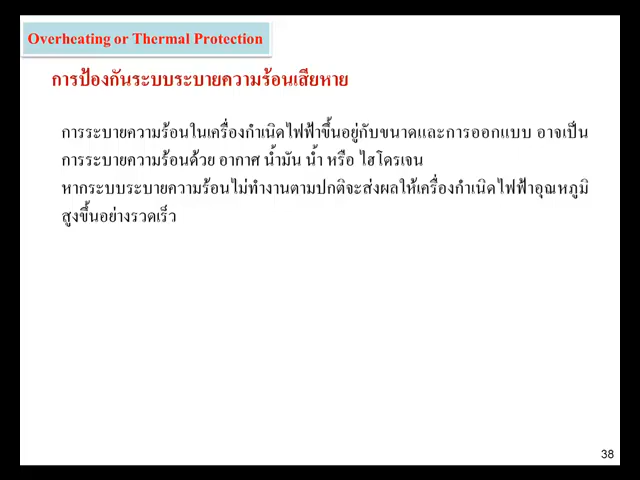 Overheating or Thermal Protection
การป้องกันระบบระบายความร้อนเสียหาย
การระบายความร้อนในเครื่องกำเนิดไฟฟ้าขึ้นอยู่กับขนาดและการออกแบบ อาจเป็น
การระบายความร้อนด้วย อากาศ น้ำมัน น้ำ หรือ ไฮโดรเจน
หากระบบระบายความร้อนไม่ทำงานตามปกติจะส่งผลให้เครื่องกำเนิดไฟฟ้าอุณหภูมิ
สูงขึ้นอย่างรวดเร็ว
38